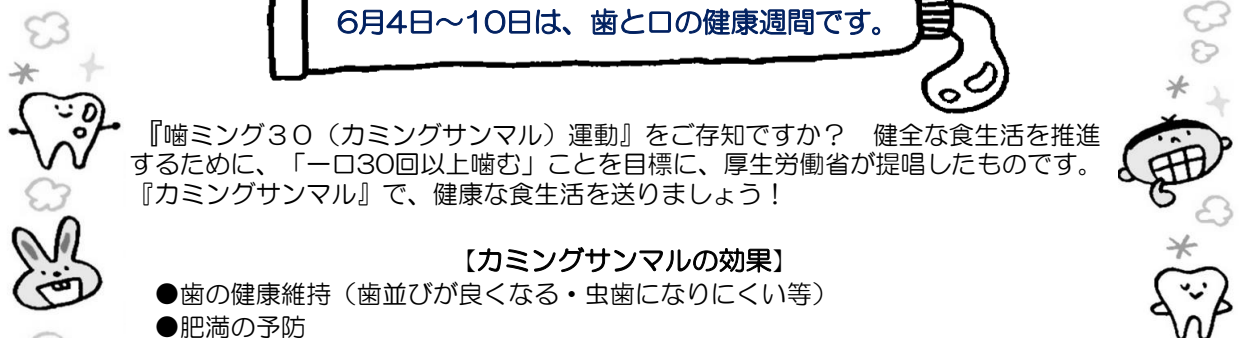 6月4日~10日は、歯と口の健康週間です。
『噛ミング30(カミングサンマル)運動』をご存知ですか? 健全な食生活を推進
するために、「一口30回以上噛む」ことを目標に、厚生労働省が提唱したものです。
『カミングサンマル』で、健康な食生活を送りましょう!
【カミングサンマルの効果】
●歯の健康維持(歯並びが良くなる・虫歯になりにくい等)
●肥満の予防